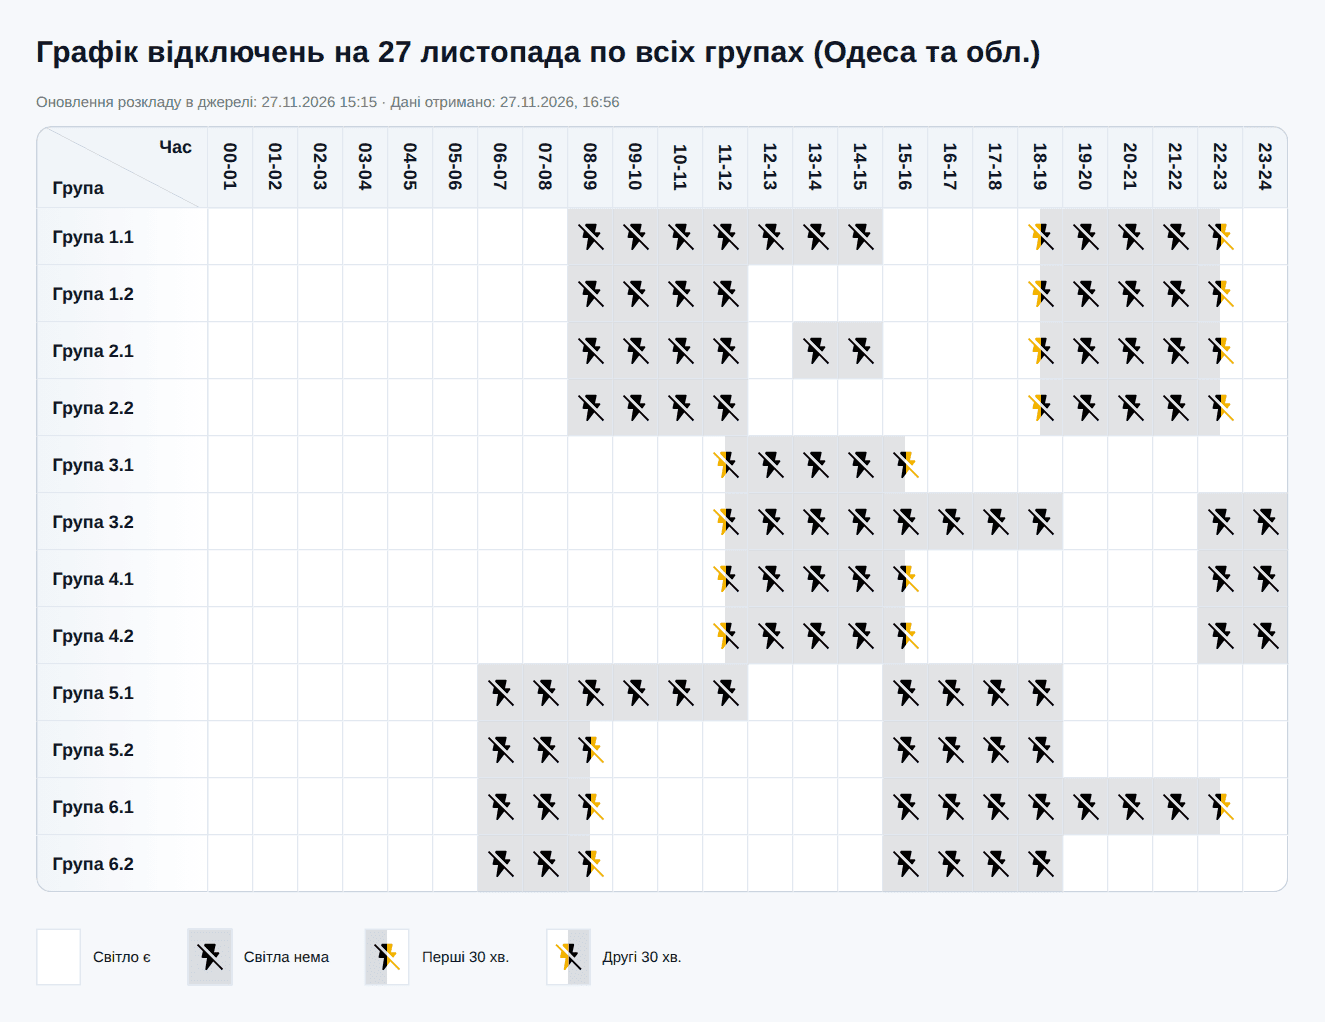 Графік відключень на 27 листопада по всіх групах (Одеса та обл.)
Оновлення розкладу в джерелі: 27.11.2026 15:15 · Дані отримано: 27.11.2026, 16:56
Час
Група
00-01 01-02 02-03 03-04 04-05 05-06 06-07 07-08 08-09 09-10 10-11 11-12 12-13 13-14 14-15 15-16 16-17 17-18 18-19 19-20 20-21 21-22 22-23 23-24
Група 1.1
Група 1.2
Група 2.1
Група 2.2
Група 3.1
Група 3.2
Група 4.1
Група 4.2
Група 5.1
Група 5.2
Група 6.1
Група 6.2
Світло є Світла нема Перші 30 хв. Другі 30 хв.